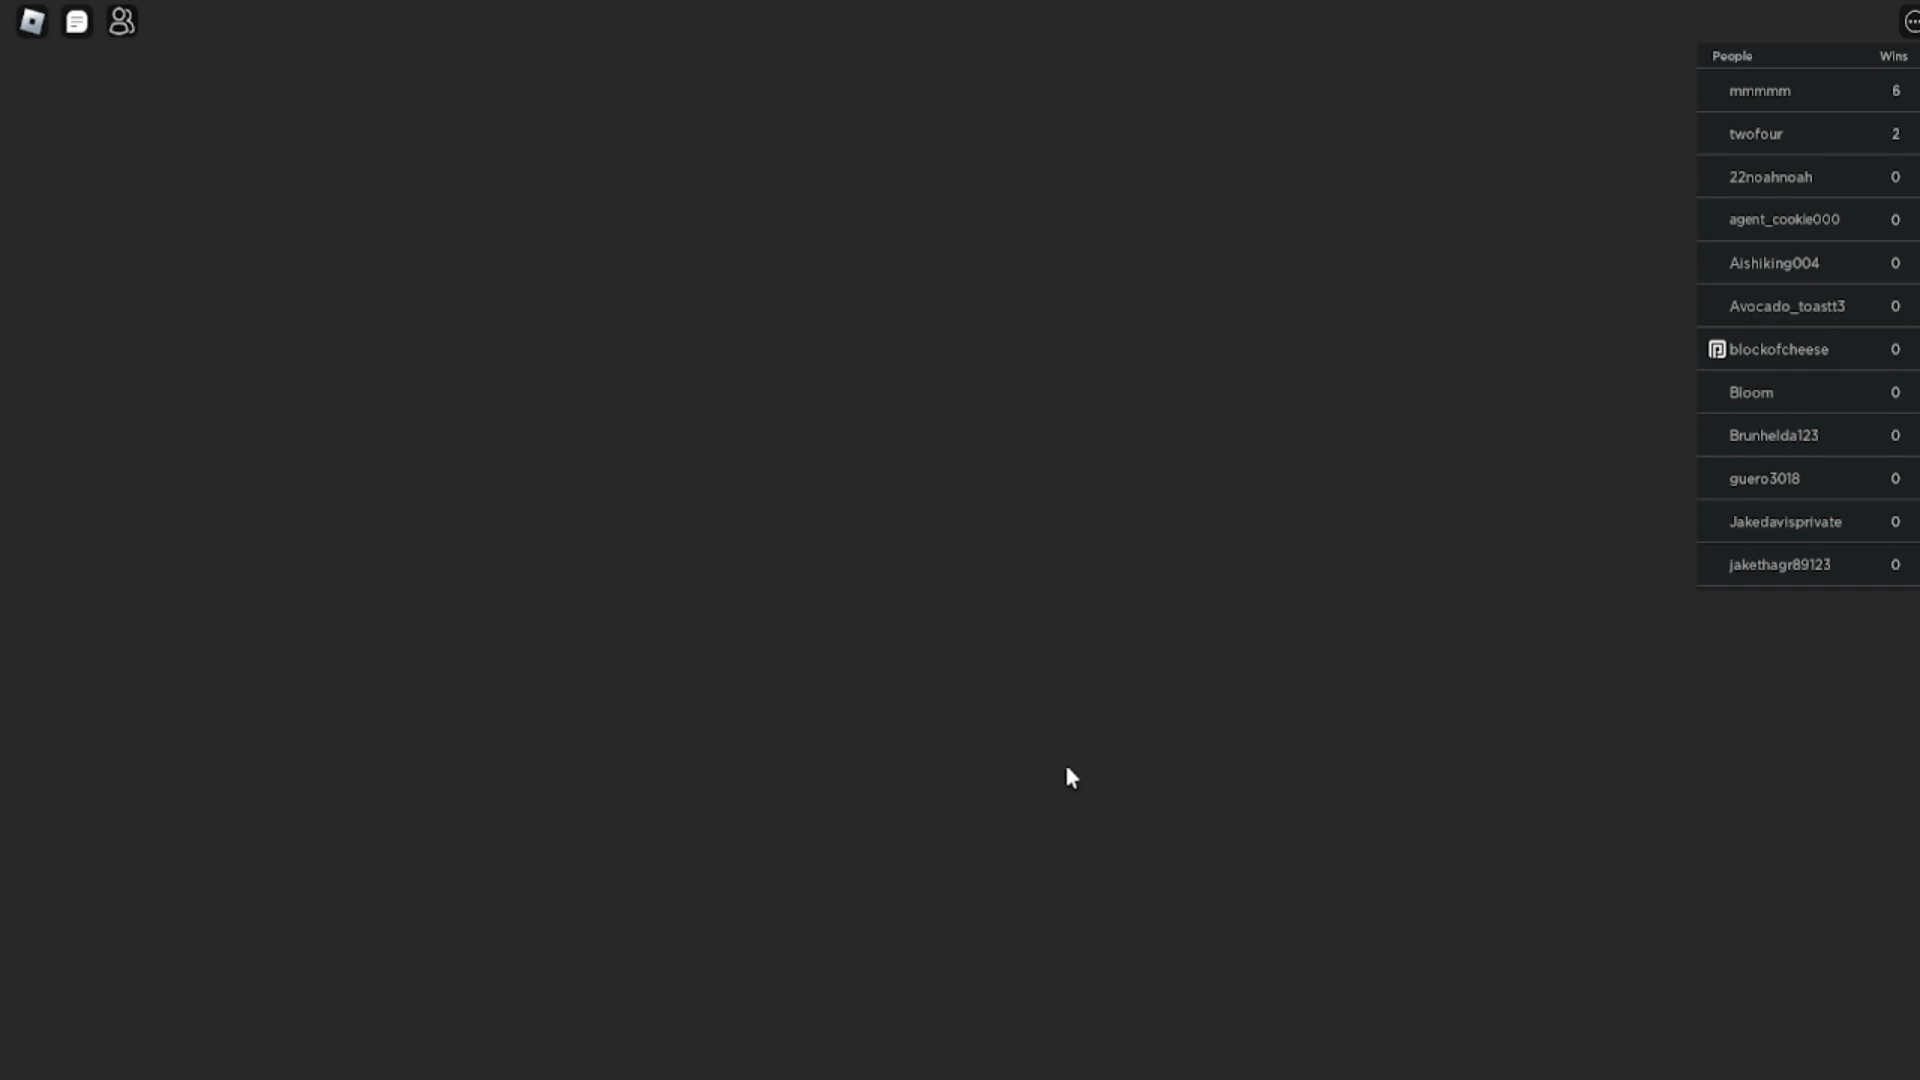 People Wins
mmmmm 6
twofour 2
22noahnoah 0
agent_cookie000 0
Aishiking004 0
Avocado_toastt3 0
blockofcheese 0
Bloom 0
Brunhelda123 0
guero3018 0
Jakedavisprivate 0
jakethagr89123 0